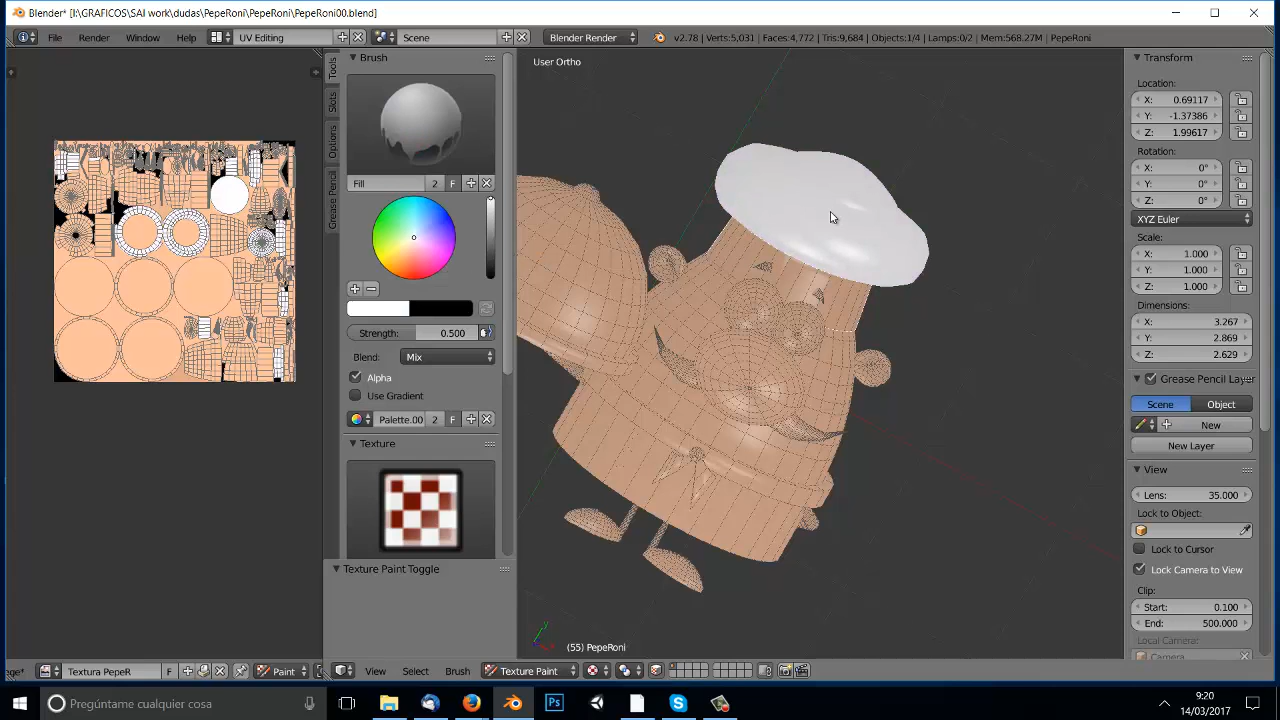 Blender* [I:\GRAFICOS\SAI work\dudas\PepeRoni\PepeRoni\PepeRoni00.blend]
File Render Window Help UV Editing Scene Blender Render v2.78 | Verts:5,031 | Faces:4,772 | Tris:9,684 | Objects:1/4 | Lamps:0/2 | Mem:568.27M | PepeRoni
Tools
Slots
Options
Grease Pencil
Brush
Fill 2 F
Strength: 0.500
Blend: Mix
Alpha
Use Gradient
Palette.00 2 F
Texture
Texture Paint Toggle
User Ortho
(55) PepeRoni
Transform
Location:
X: 0.69117
Y: -1.37386
Z: 1.99617
Rotation:
X: 0°
Y: 0°
Z: 0°
XYZ Euler
Scale:
X: 1.000
Y: 1.000
Z: 1.000
Dimensions:
X: 3.267
Y: 2.869
Z: 2.629
Grease Pencil Layer
Scene Object
New
New Layer
View
Lens: 35.000
Lock to Object:
Lock to Cursor
Lock Camera to View
Clip:
Start: 0.100
End: 500.000
Local Camera:
Camera
ge* Textura PepeR F Paint View Select Brush Texture Paint
Pregúntame cualquier cosa
Ps
9:20
14/03/2017